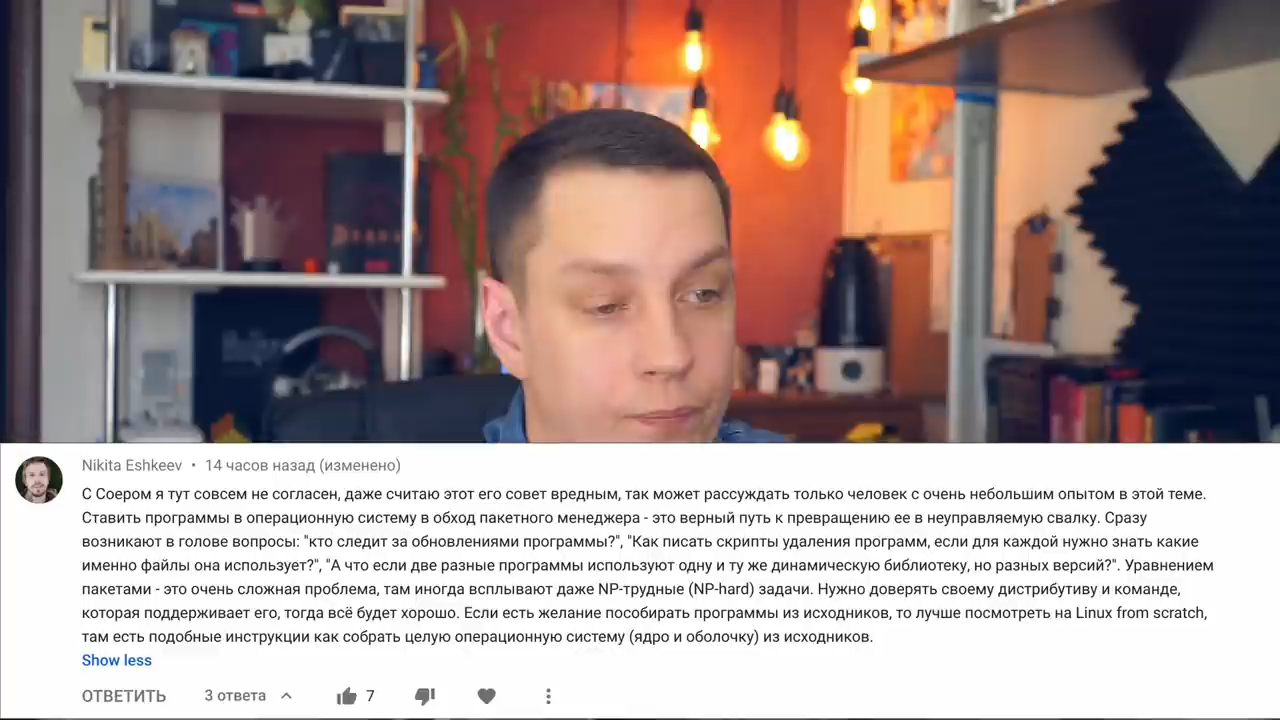 Nikita Eshkeev • 14 часов назад (изменено)
С Соером я тут совсем не согласен, даже считаю этот его совет вредным, так может рассуждать только человек с очень небольшим опытом в этой теме.
Ставить программы в операционную систему в обход пакетного менеджера - это верный путь к превращению ее в неуправляемую свалку. Сразу
возникают в голове вопросы: "кто следит за обновлениями программы?", "Как писать скрипты удаления программ, если для каждой нужно знать какие
именно файлы она использует?", "А что если две разные программы используют одну и ту же динамическую библиотеку, но разных версий?". Уравнением
пакетами - это очень сложная проблема, там иногда всплывают даже NP-трудные (NP-hard) задачи. Нужно доверять своему дистрибутиву и команде,
которая поддерживает его, тогда всё будет хорошо. Если есть желание пособирать программы из исходников, то лучше посмотреть на Linux from scratch,
там есть подобные инструкции как собрать целую операционную систему (ядро и оболочку) из исходников.
Show less
ОТВЕТИТЬ 3 ответа 7